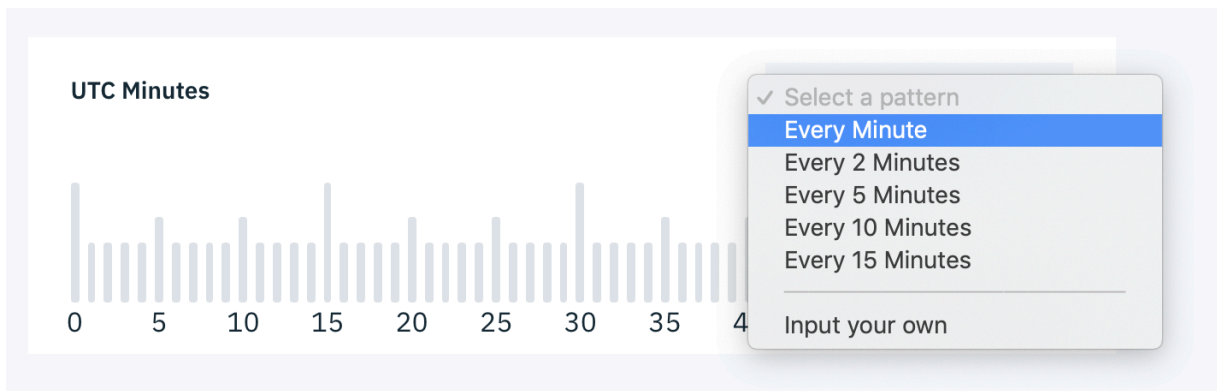 UTC Minutes
✓ Select a pattern
Every Minute
Every 2 Minutes
Every 5 Minutes
Every 10 Minutes
Every 15 Minutes
Input your own
0 5 10 15 20 25 30 35 4